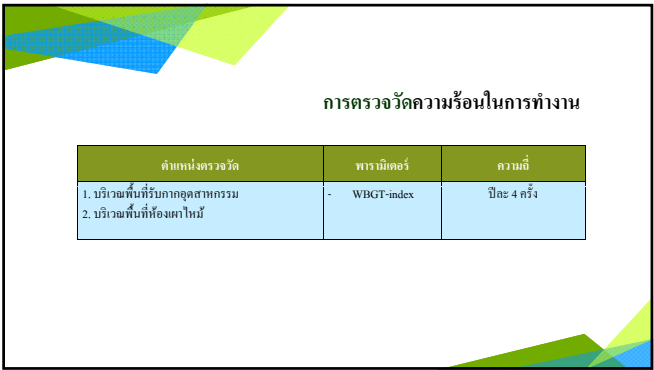 การตรวจวัดความร้อนในการทำงาน
ตำแหน่งตรวจวัด พารามิเตอร์ ความถี่
1. บริเวณพื้นที่รับกากอุตสาหกรรม - WBGT-index ปีละ 4 ครั้ง
2. บริเวณพื้นที่ห้องเผาไหม้